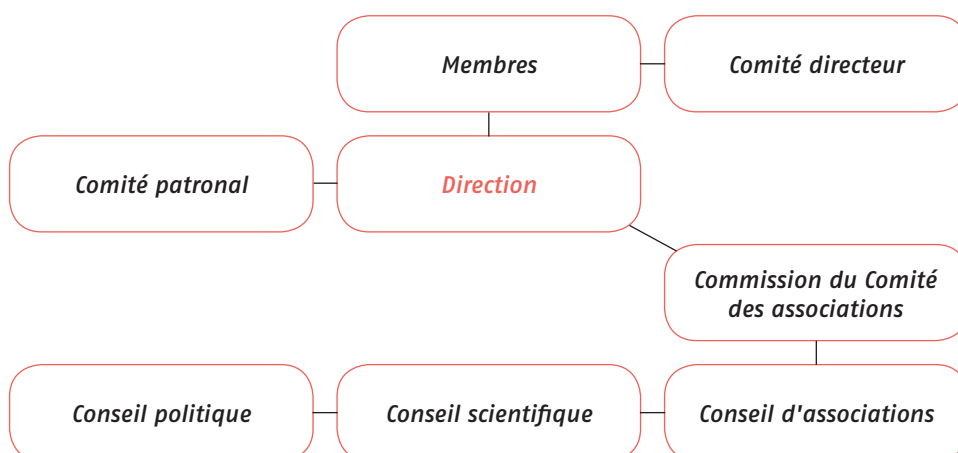 Membres
Comité directeur
Comité patronal
Direction
Commission du Comité
des associations
Conseil politique
Conseil scientifique
Conseil d'associations